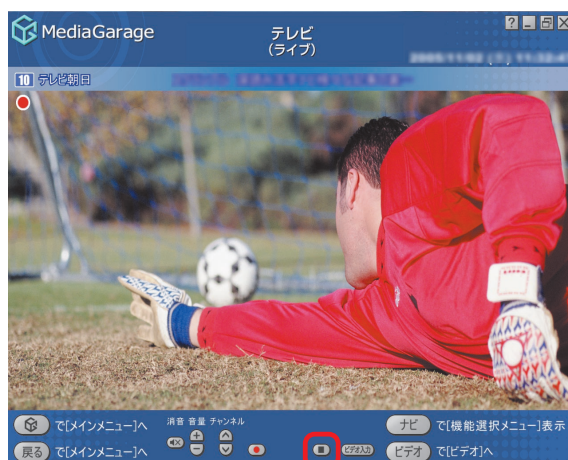 MediaGarage
テレビ
(ライブ)
10 テレビ朝日
で[メインメニュー]へ
消音 音量 チャンネル
ビデオ入力
ナビ で[機能選択メニュー]表示
戻る で[メインメニュー]へ
ビデオ で[ビデオ]へ